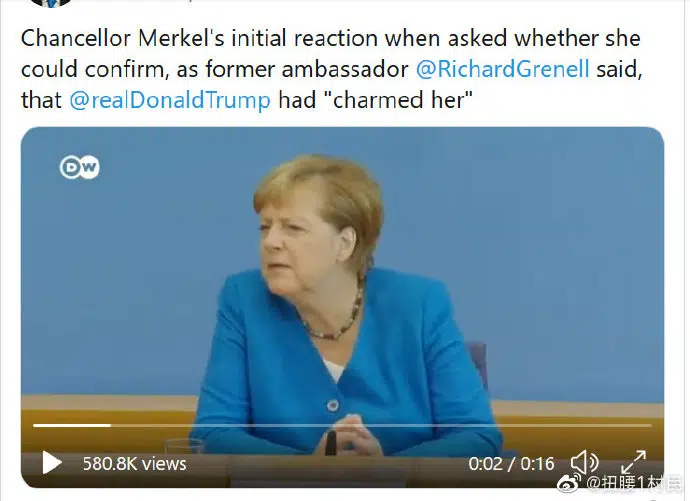 Chancellor Merkel's initial reaction when asked whether she
could confirm, as former ambassador @RichardGrenell said,
that @realDonaldTrump had "charmed her"
DW
580.8K views
0:02 / 0:16
@扭腰1村民